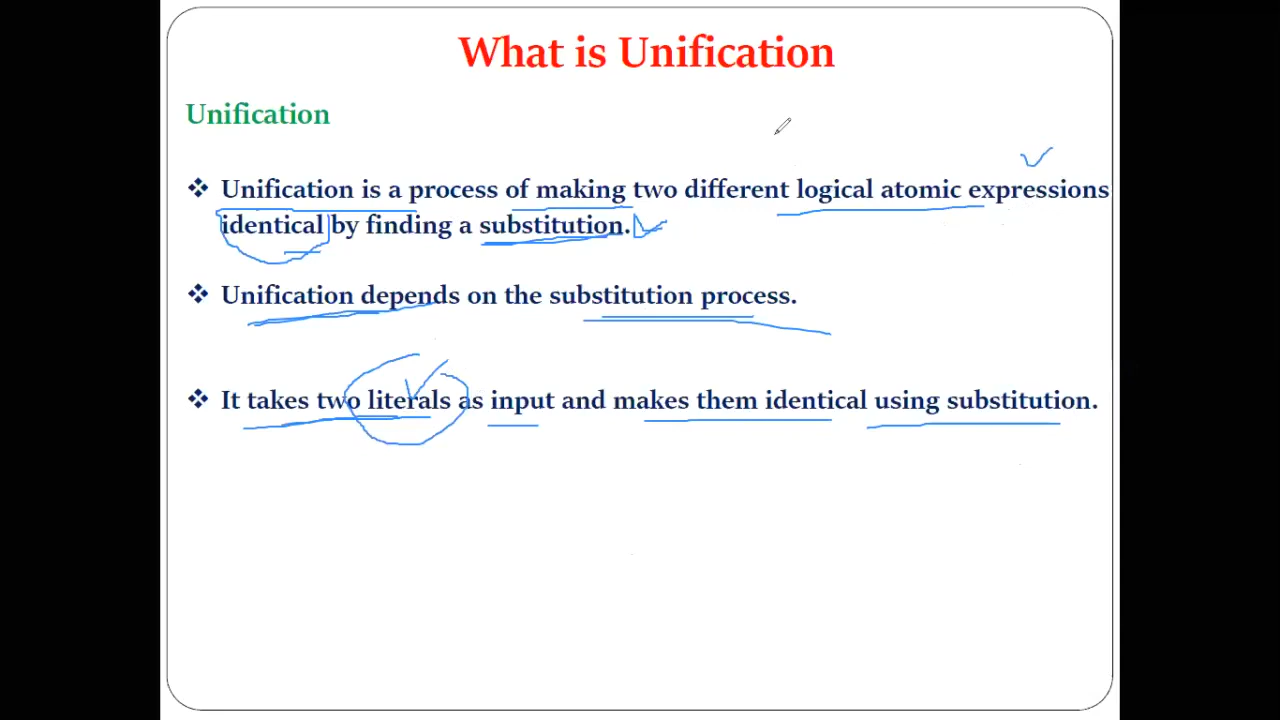 What is Unification
Unification
❖ Unification is a process of making two different logical atomic expressions
identical by finding a substitution.
❖ Unification depends on the substitution process.
❖ It takes two literals as input and makes them identical using substitution.